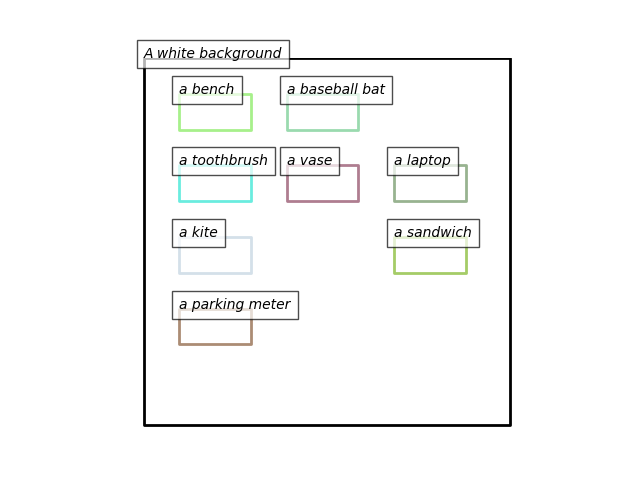 A white background
a bench
a baseball bat
a toothbrush
a vase
a laptop
a kite
a sandwich
a parking meter